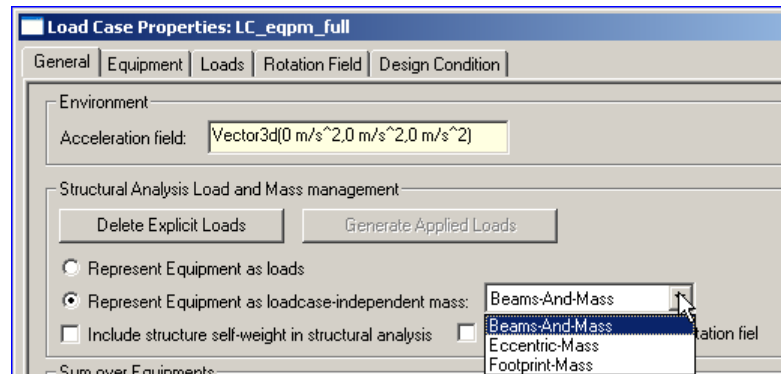 Load Case Properties: LC_eqpm_full
General Equipment Loads Rotation Field Design Condition
Environment
Acceleration field: Vector3d(0 m/s^2,0 m/s^2,0 m/s^2)
Structural Analysis Load and Mass management
Delete Explicit Loads Generate Applied Loads
Represent Equipment as loads
Represent Equipment as loadcase-independent mass: Beams-And-Mass
Include structure self-weight in structural analysis Beams-And-Mass tation fiel
Eccentric-Mass
Sum over Equipments Footprint-Mass